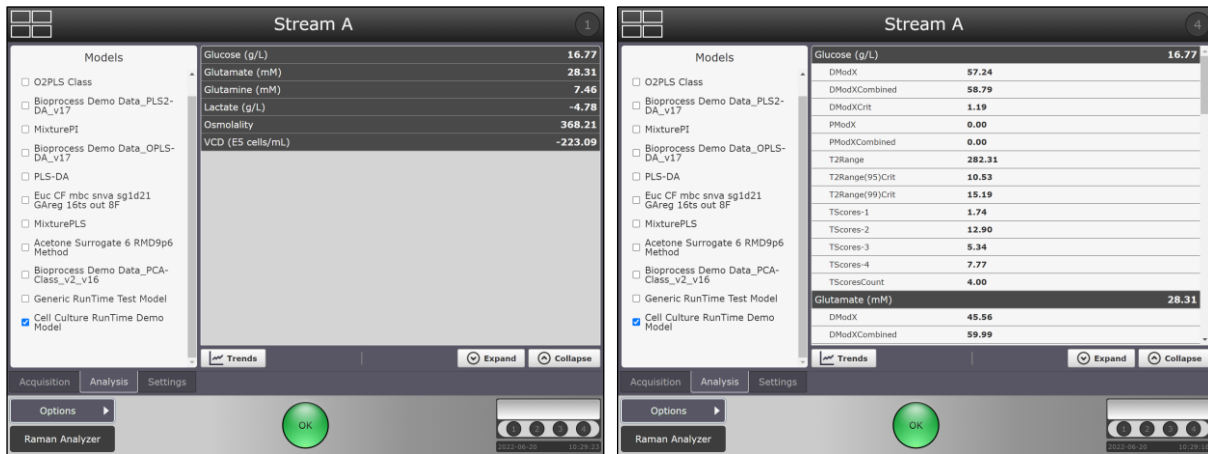 Stream A
1
Models
O2PLS Class
Bioprocess Demo Data_PLS2-
DA_v17
MixturePI
Bioprocess Demo Data_OPLS-
DA_v17
PLS-DA
Euc CF mbc snva sg1d21
GAreg 16ts out 8F
MixturePLS
Acetone Surrogate 6 RMD9p6
Method
Bioprocess Demo Data_PCA-
Class_v2_v16
Generic RunTime Test Model
Cell Culture RunTime Demo
Model
Glucose (g/L) 16.77
Glutamate (mM) 28.31
Glutamine (mM) 7.46
Lactate (g/L) -4.78
Osmolality 368.21
VCD (E5 cells/mL) -223.09
Trends Expand Collapse
Acquisition Analysis Settings
Options
Raman Analyzer
OK
1 2 3 4
2022-06-20 10:29:23
Stream A
4
Models
O2PLS Class
Bioprocess Demo Data_PLS2-
DA_v17
MixturePI
Bioprocess Demo Data_OPLS-
DA_v17
PLS-DA
Euc CF mbc snva sg1d21
GAreg 16ts out 8F
MixturePLS
Acetone Surrogate 6 RMD9p6
Method
Bioprocess Demo Data_PCA-
Class_v2_v16
Generic RunTime Test Model
Cell Culture RunTime Demo
Model
Glucose (g/L) 16.77
DModX 57.24
DModXCombined 58.79
DModXCrit 1.19
PModX 0.00
PModXCombined 0.00
T2Range 282.31
T2Range(95)Crit 10.53
T2Range(99)Crit 15.19
TScores-1 1.74
TScores-2 12.90
TScores-3 5.34
TScores-4 7.77
TScoresCount 4.00
Glutamate (mM) 28.31
DModX 45.56
DModXCombined 59.99
Trends Expand Collapse
Acquisition Analysis Settings
Options
Raman Analyzer
OK
1 2 3 4
2022-06-20